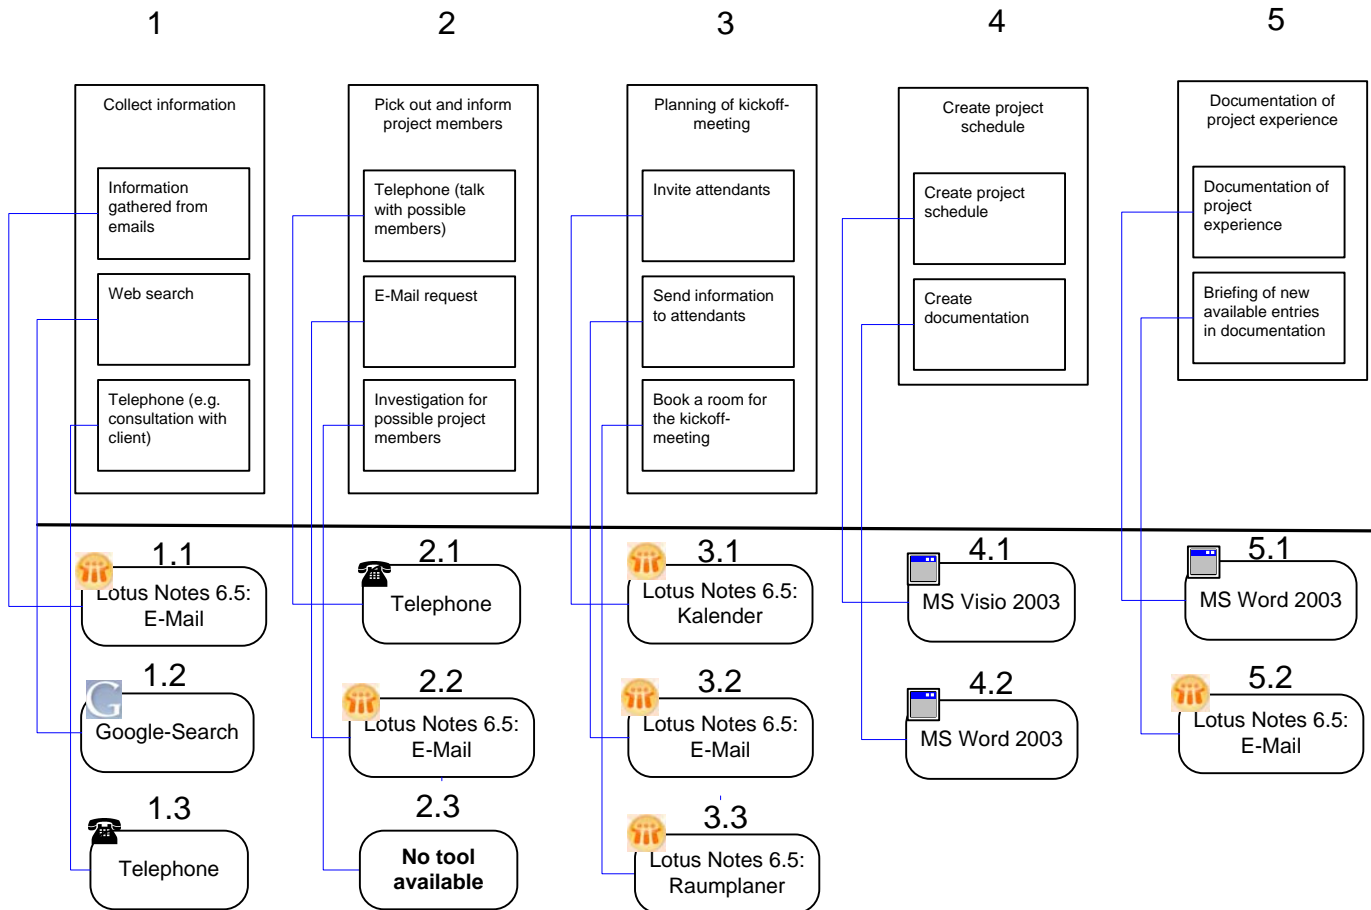 1
2
3
4
5
Collect information
Information
gathered from
emails
Web search
Telephone (e.g.
consultation with
client)
Pick out and inform
project members
Telephone (talk
with possible
members)
E-Mail request
Investigation for
possible project
members
Planning of kickoff-
meeting
Invite attendants
Send information
to attendants
Book a room for
the kickoff-
meeting
Create project
schedule
Create project
schedule
Create
documentation
Documentation of
project experience
Documentation of
project
experience
Briefing of new
available entries
in documentation
1.1
Lotus Notes 6.5:
E-Mail
1.2
G
Google-Search
1.3
Telephone
2.1
Telephone
2.2
Lotus Notes 6.5:
E-Mail
2.3
No tool
available
3.1
Lotus Notes 6.5:
Kalender
3.2
Lotus Notes 6.5:
E-Mail
3.3
Lotus Notes 6.5:
Raumplaner
4.1
MS Visio 2003
4.2
MS Word 2003
5.1
MS Word 2003
5.2
Lotus Notes 6.5:
E-Mail